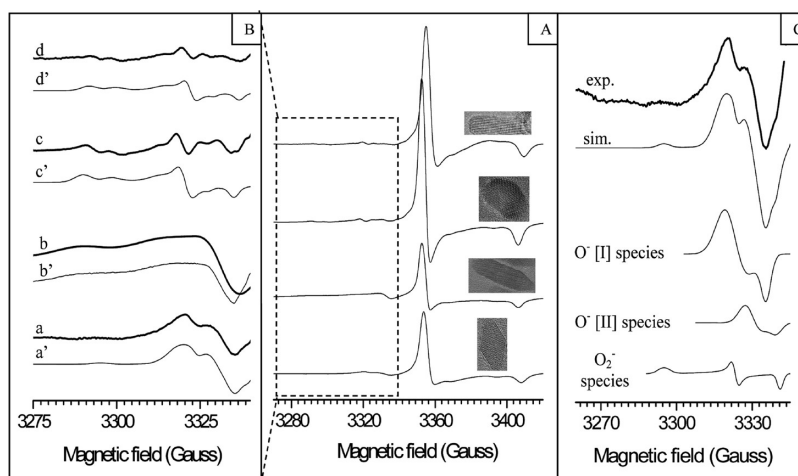 B
d
d'
c
c'
b
b'
a
a'
3275 3300 3325
Magnetic field (Gauss)
A
3280 3320 3360 3400
Magnetic field (Gauss)
exp.
sim.
O⁻ [I] species
O⁻ [II] species
O₂⁻
species
3270 3300 3330
Magnetic field (Gauss)